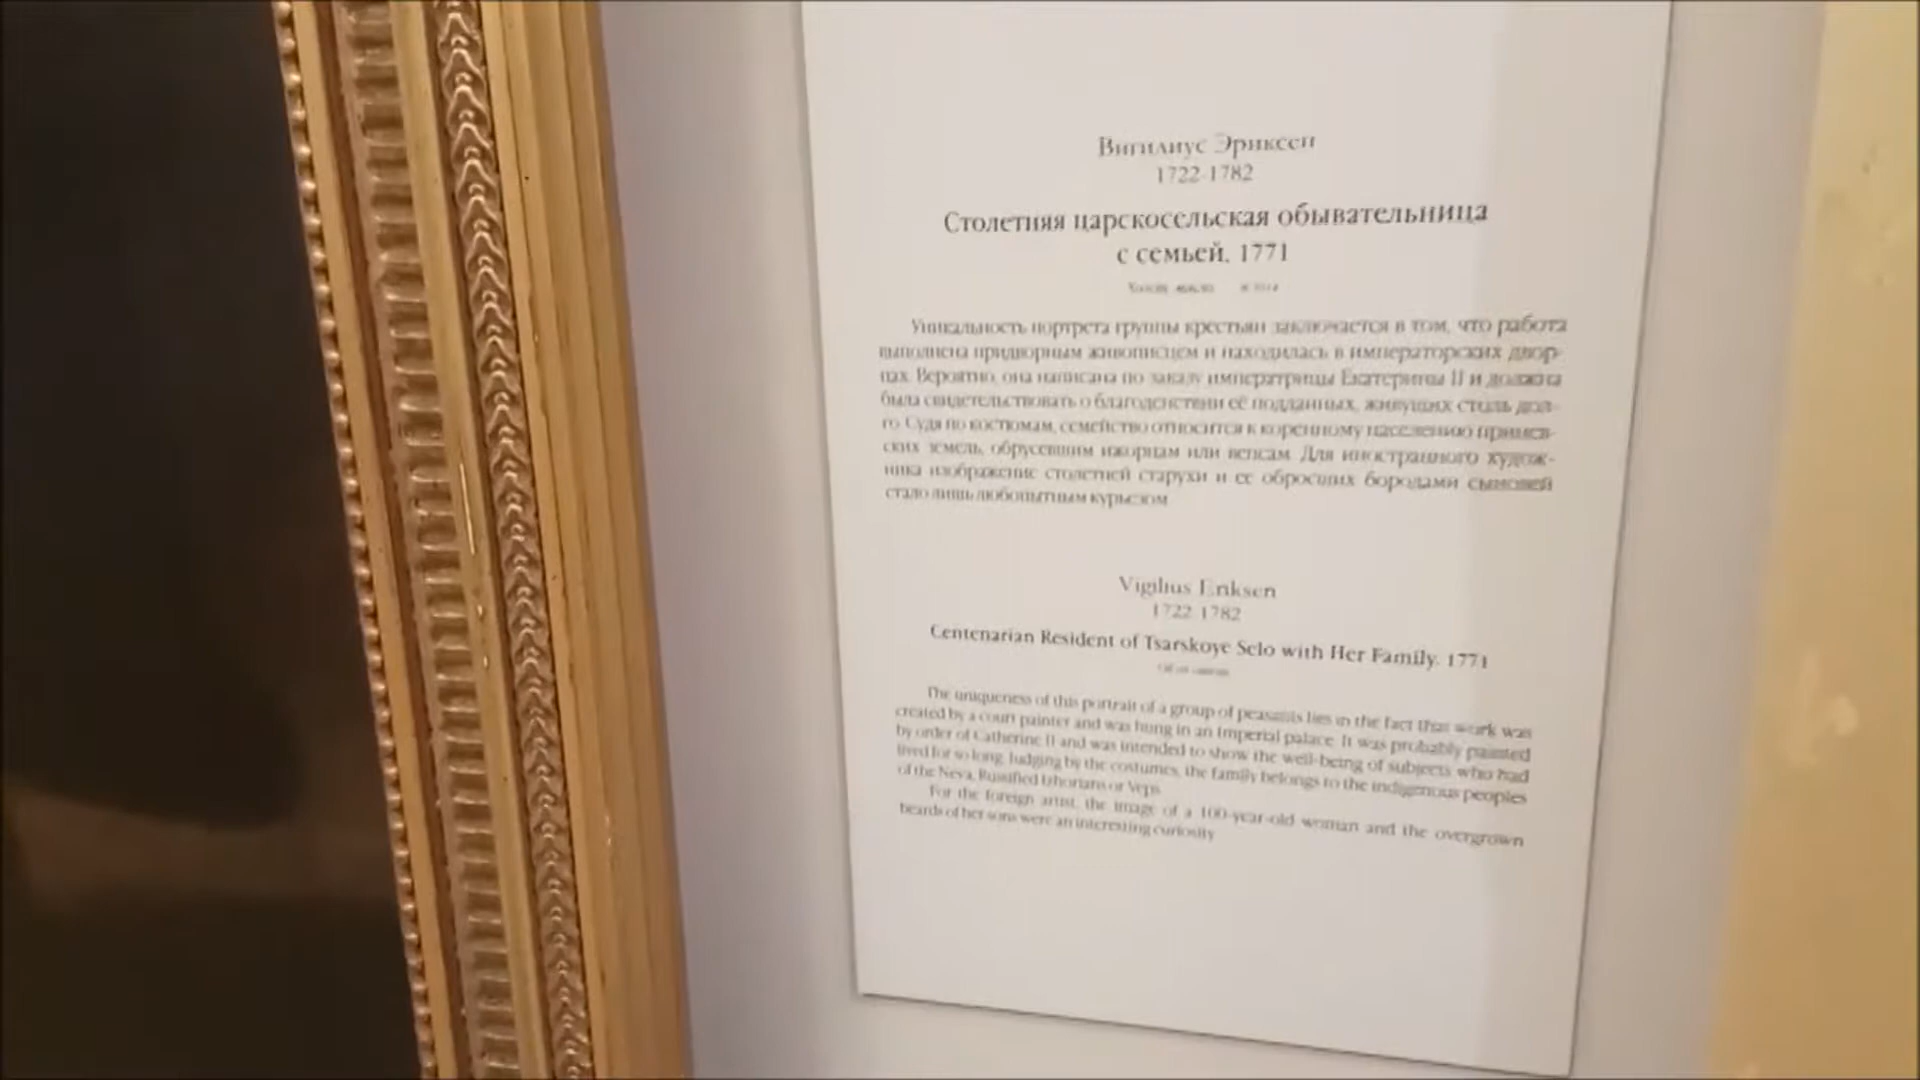 Вигилиус Эриксен
1722-1782
Столетняя царскосельская обывательница
с семьей. 1771
Холст, масло
Уникальность портрета группы крестьян заключается в том, что работа
выполнена придворным живописцем и находилась в императорских двор-
цах. Вероятно, она написана по заказу императрицы Екатерины II и должна
была свидетельствовать о благоденствии её подданных, живущих столь дол-
го. Судя по костюмам, семейство относится к коренному населению приnev-
ских земель, обрусевшим ижорам или вепсам. Для иностранного худож-
ника изображение столетней старухи и ее обросших бородами сыновей
стало лишь любопытным курьезом
Vigilius Eriksen
1722-1782
Centenarian Resident of Tsarskoye Selo with Her Family. 1771
Oil on canvas
The uniqueness of this portrait of a group of peasants lies in the fact that work was
created by a court painter and was hung in an Imperial palace. It was probably painted
by order of Catherine II and was intended to show the well-being of subjects who had
lived for so long. Judging by the costumes, the family belongs to the indigenous peoples
of the Neva, Russified Izhorians or Veps.
For the foreign artist, the image of a 100-year-old woman and the overgrown
beards of her sons were an interesting curiosity